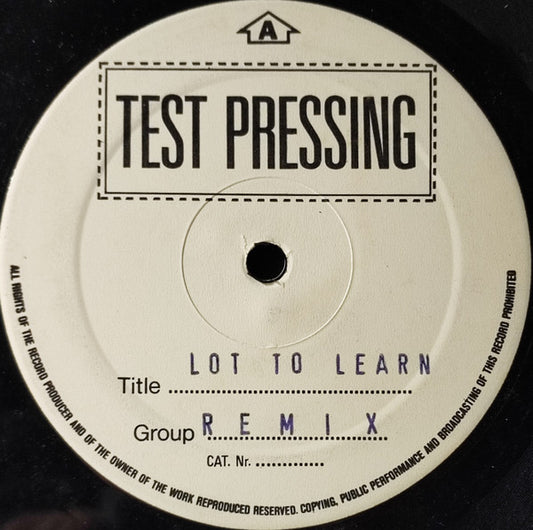 A
TEST PRESSING
LOT TO LEARN
Title ........................................
Group REMIX
CAT. Nr. ..............
ALL RIGHTS OF THE RECORD PRODUCER AND OF THE OWNER OF THE WORK REPRODUCED RESERVED. COPYING, PUBLIC PERFORMANCE AND BROADCASTING OF THIS RECORD PROHIBITED